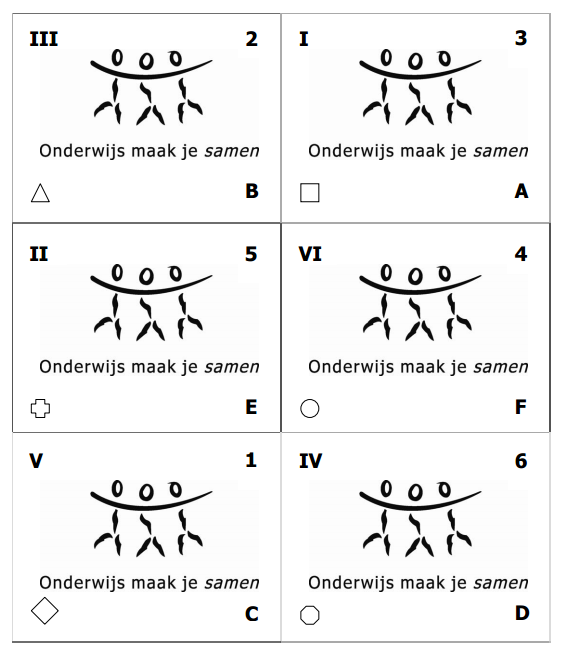 III 2
Onderwijs maak je samen
B
I 3
Onderwijs maak je samen
A
II 5
Onderwijs maak je samen
E
VI 4
Onderwijs maak je samen
F
V 1
Onderwijs maak je samen
C
IV 6
Onderwijs maak je samen
D